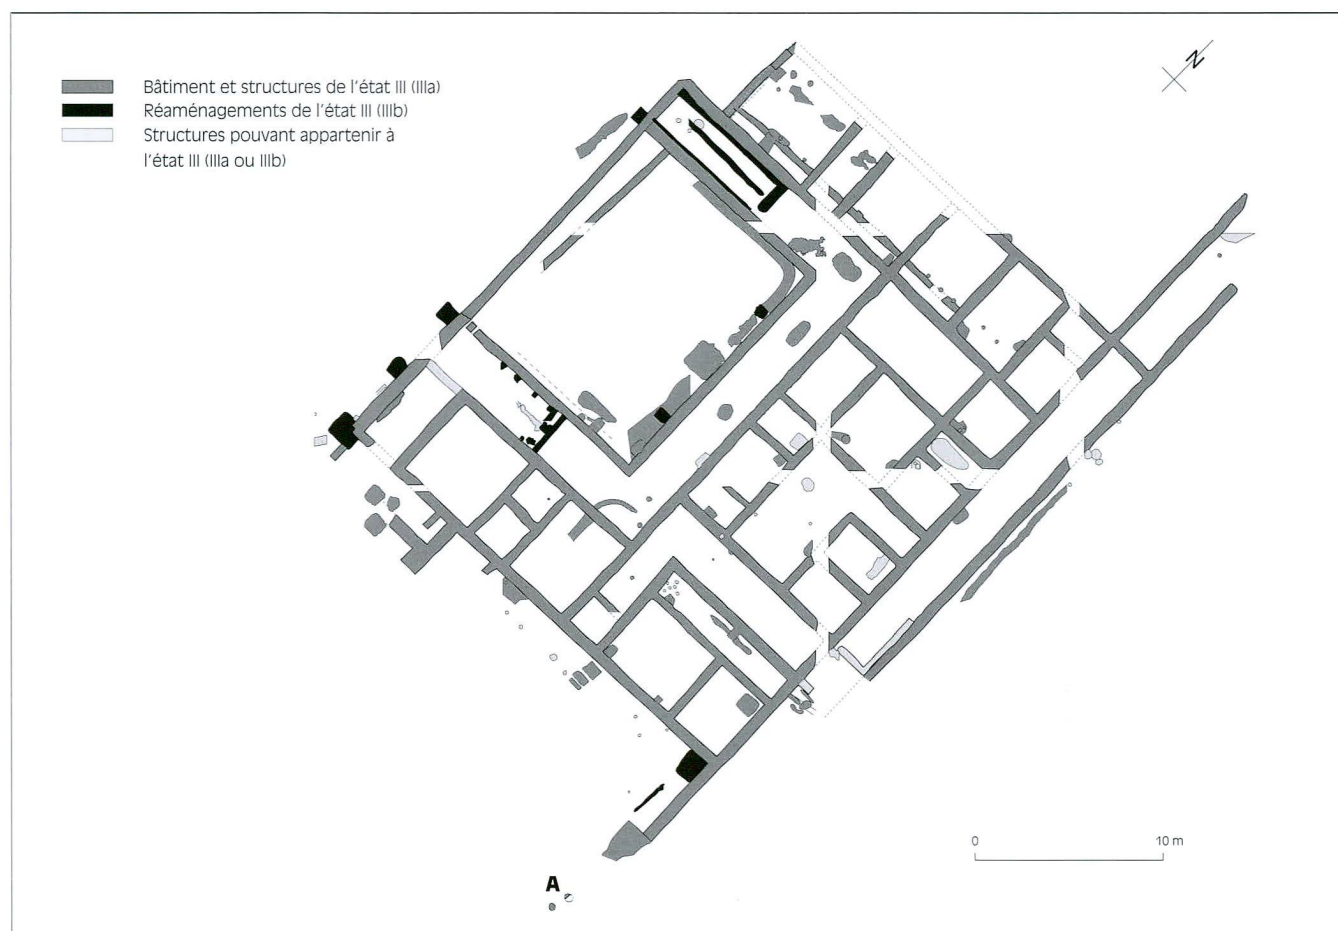 N
Bâtiment et structures de l'état III (IIIa)
Réaménagements de l'état III (IIIb)
Structures pouvant appartenir à
l'état III (IIIa ou IIIb)
0 10 m
A